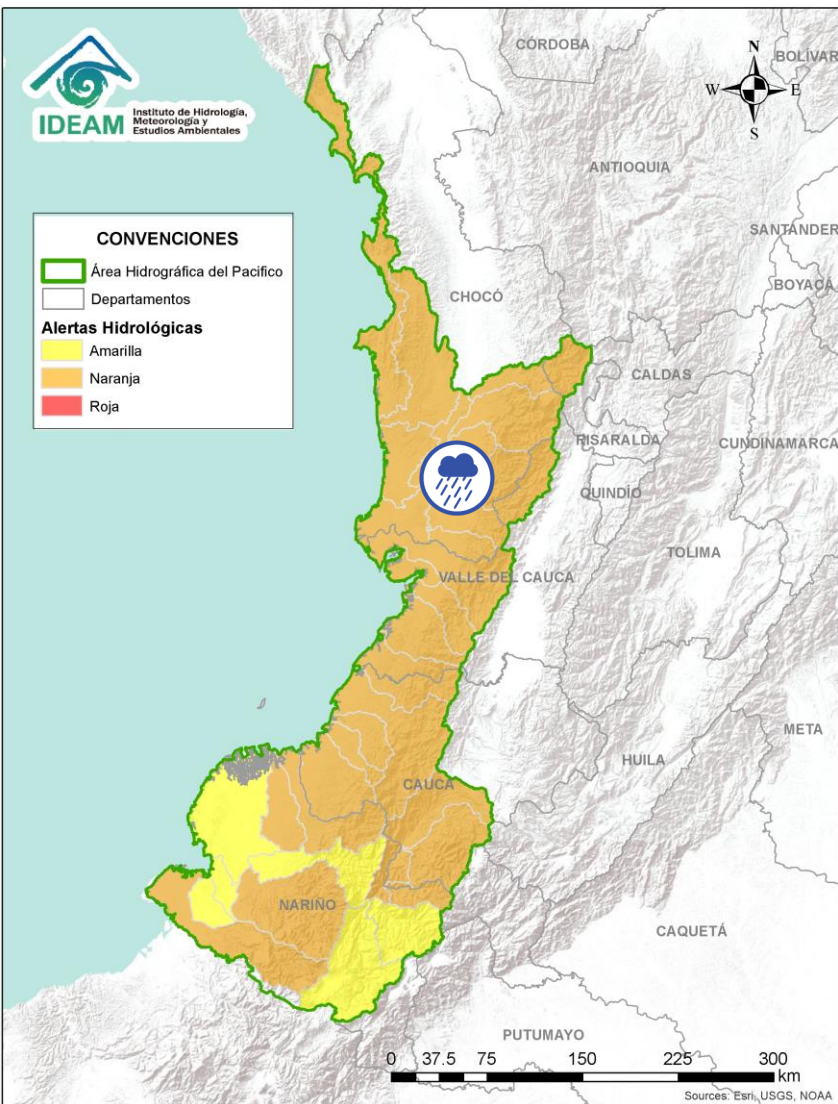 IDEAM
Instituto de Hidrología,
Meteorología y
Estudios Ambientales
CÓRDOBA
BOLÍVAR
N
W E
S
ANTIOQUIA
SANTANDER
BOYACÁ
CONVENCIONES
Área Hidrográfica del Pacifico
Departamentos
Alertas Hidrológicas
Amarilla
Naranja
Roja
CHOCÓ
CALDAS
RISARALDA
CUNDINAMARCA
QUINDÍO
TOLIMA
VALLE DEL CAUCA
META
HUILA
CAUCA
NARIÑO
CAQUETÁ
PUTUMAYO
0 37.5 75 150 225 300
km
Sources: Esri, USGS, NOAA